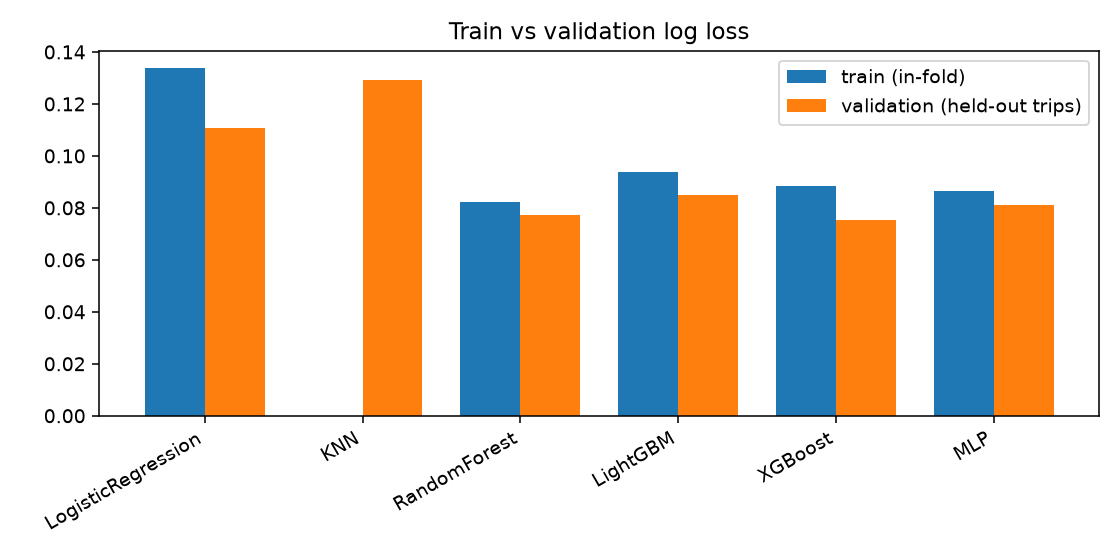 Train vs validation log loss
train (in-fold)
validation (held-out trips)
0.14
0.12
0.10
0.08
0.06
0.04
0.02
0.00
LogisticRegression
KNN
RandomForest
LightGBM
XGBoost
MLP